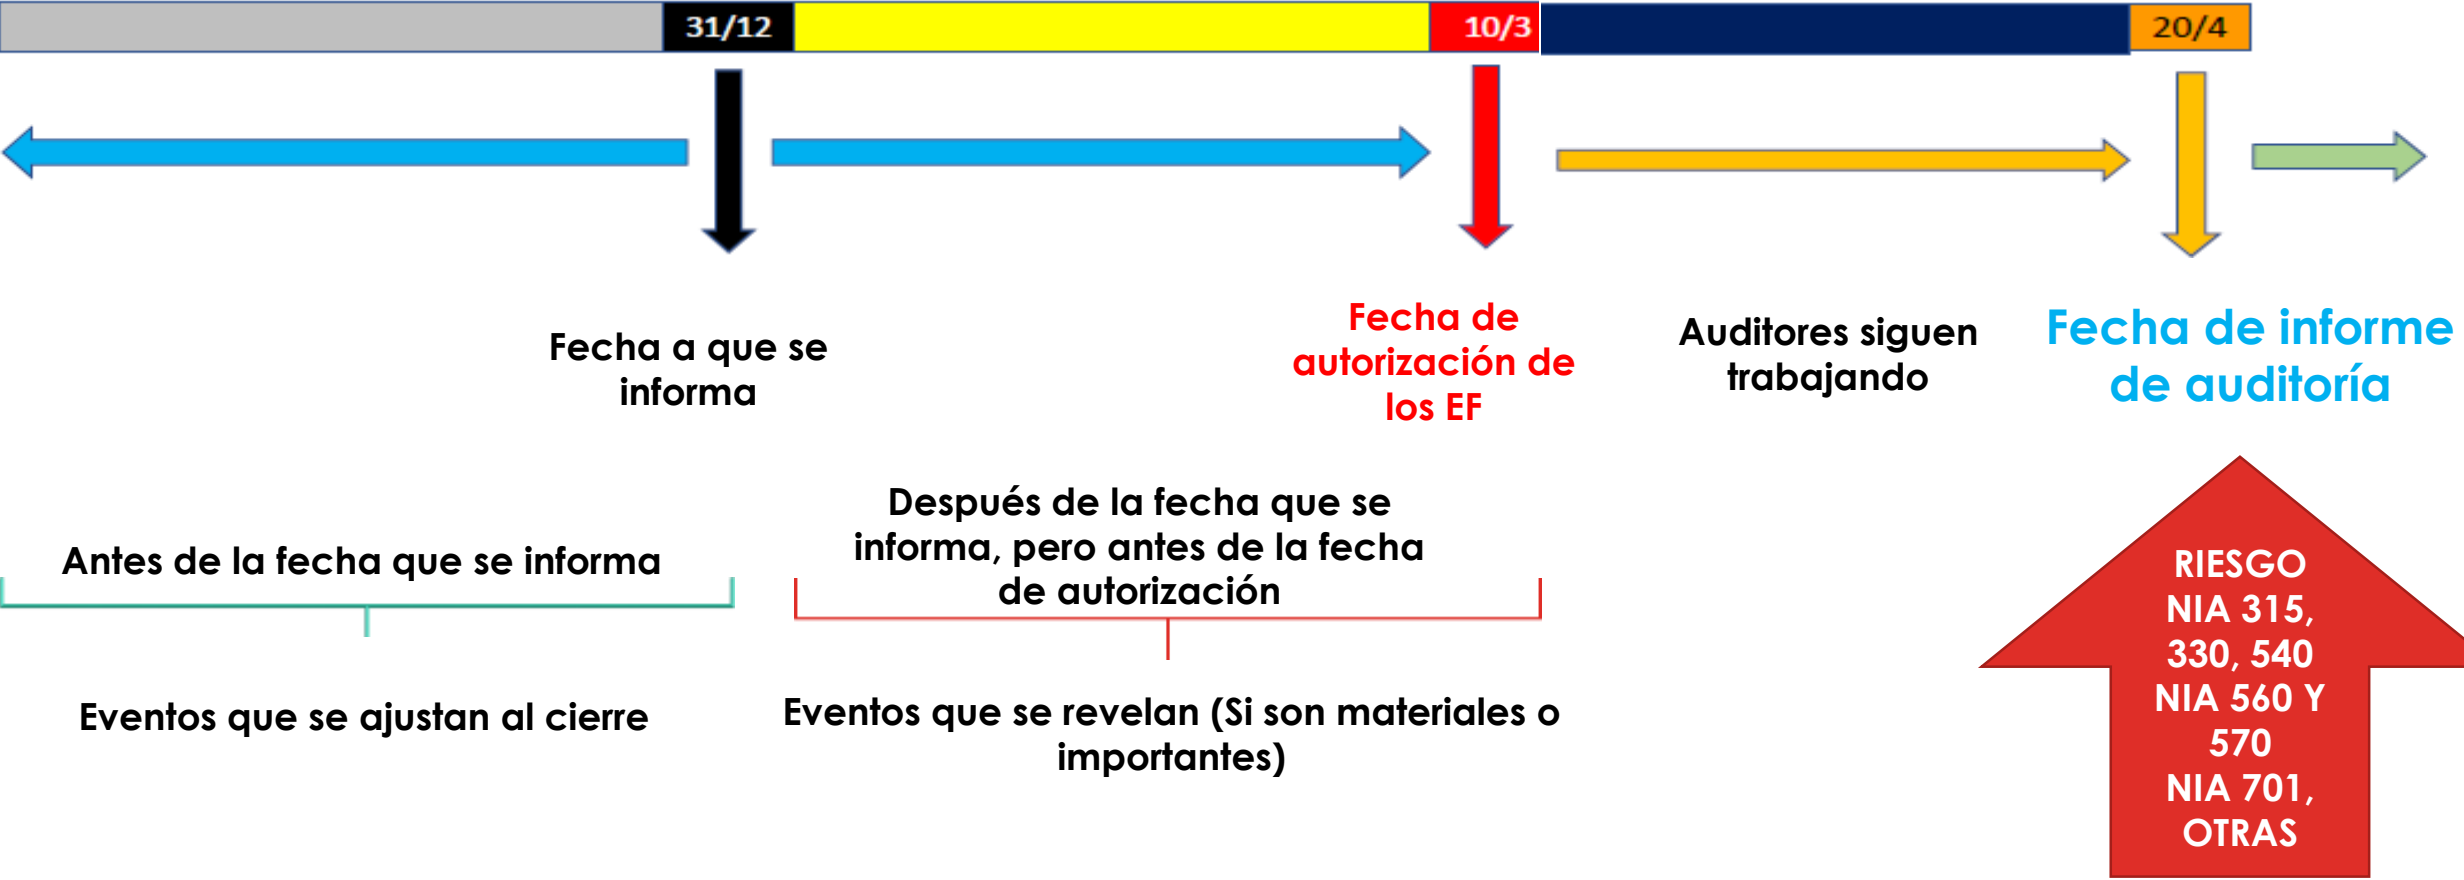 31/12
10/3
20/4
Fecha a que se
informa
Fecha de
autorización de
los EF
Auditores siguen
trabajando
Fecha de informe
de auditoría
Antes de la fecha que se informa
Después de la fecha que se
informa, pero antes de la fecha
de autorización
Eventos que se ajustan al cierre
Eventos que se revelan (Si son materiales o
importantes)
RIESGO
NIA 315,
330, 540
NIA 560 Y
570
NIA 701,
OTRAS